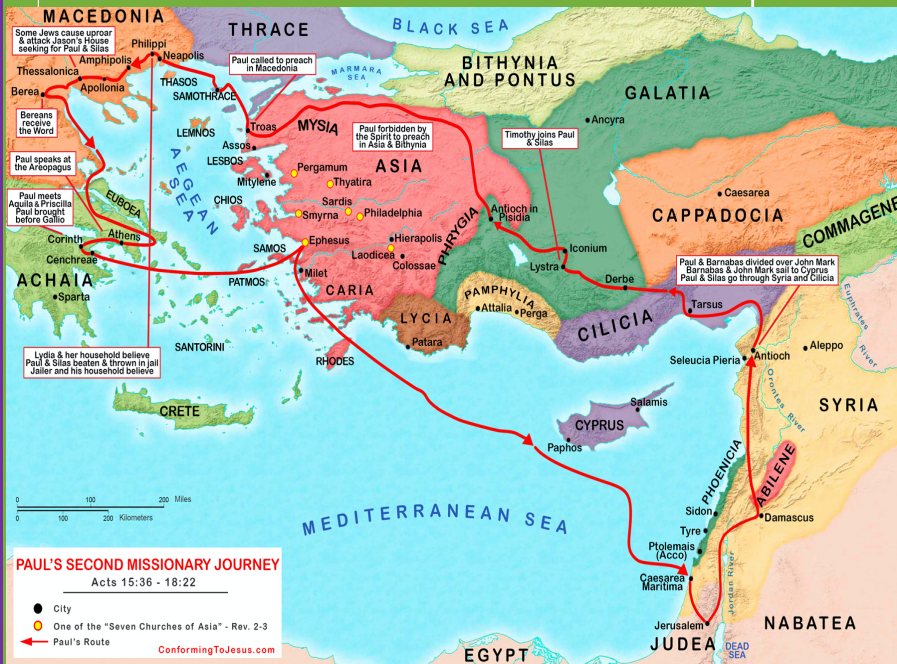 MACEDONIA
THRACE
BLACK SEA
BITHYNIA
AND PONTUS
GALATIA
Some Jews cause uproar
& attack Jason's House
seeking for Paul & Silas
Philippi
Neapolis
Amphipolis
Thessalonica
Apollonia
Berea
THASOS
SAMOTHRACE
Paul called to preach
in Macedonia
MARMARA
SEA
Bereans
receive
the Word
LEMNOS
Troas
MYSIA
Assos
LESBOS
Mitylene
Paul forbidden by
the Spirit to preach
in Asia & Bithynia
Timothy joins Paul
& Silas
Ancyra
ASIA
Paul speaks at
the Areopagus
AEGEAN
SEA
Pergamum
Thyatira
Caesarea
CAPPADOCIA
COMMAGENE
Paul meets
Aquila & Priscilla
Paul brought
before Gallio
EUBOEA
CHIOS
Sardis
Smyrna
Philadelphia
PHRYGIA
Antioch in
Pisidia
Athens
Corinth
Cenchreae
SAMOS
Ephesus
Hierapolis
Laodicea
Colossae
Iconium
Lystra
Derbe
Paul & Barnabas divided over John Mark
Barnabas & John Mark sail to Cyprus
Paul & Silas go through Syria and Cilicia
ACHAIA
Sparta
PATMOS
Milet
CARIA
PAMPHYLIA
Attalia
Perga
LYCIA
Patara
CILICIA
Tarsus
Euphrates
River
Lydia & her household believe
Paul & Silas beaten & thrown in jail
Jailer and his household believe
SANTORINI
RHODES
Seleucia Pieria
Antioch
Aleppo
Orontes River
CRETE
Salamis
CYPRUS
Paphos
SYRIA
PHOENICIA
ABILENE
0 100 200 Miles
0 100 200 Kilometers
MEDITERRANEAN SEA
Sidon
Damascus
Tyre
Ptolemais
(Acco)
Caesarea
Maritima
Jordan River
PAUL'S SECOND MISSIONARY JOURNEY
Acts 15:36 - 18:22
City
One of the "Seven Churches of Asia" - Rev. 2-3
Paul's Route
ConformingToJesus.com
Jerusalem
JUDEA
DEAD
SEA
NABATEA
EGYPT